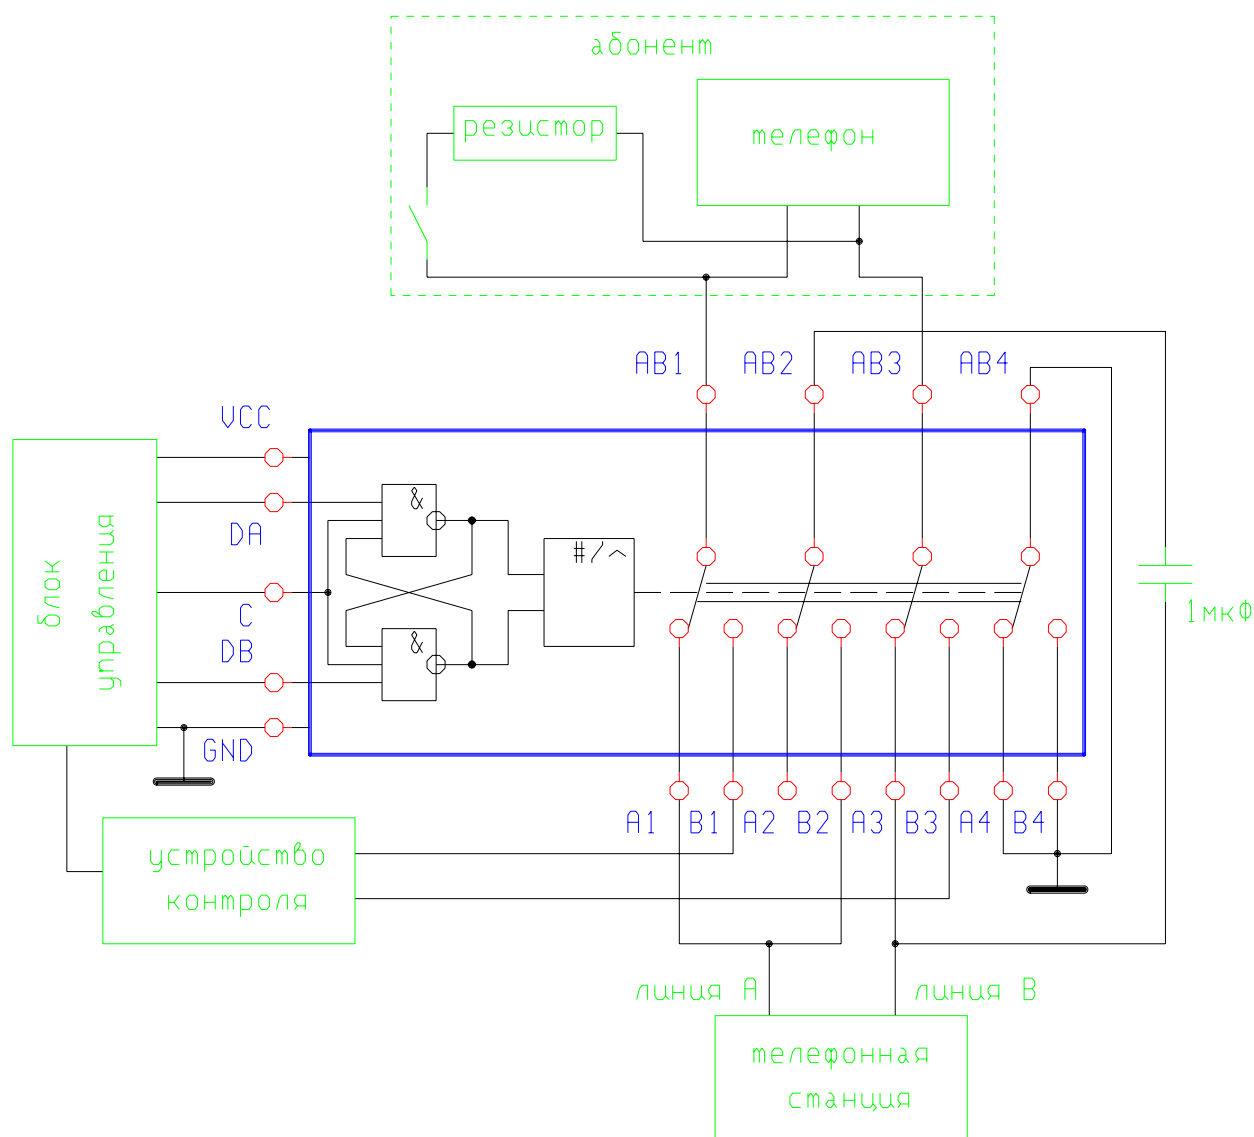 абонент
резистор
телефон
AB1 AB2 AB3 AB4
VCC
DA
C
DB
GND
блок
управления
&
&
#/^
1мкФ
A1 B1 A2 B2 A3 B3 A4 B4
устройство
контроля
линия A
линия B
телефонная
станция